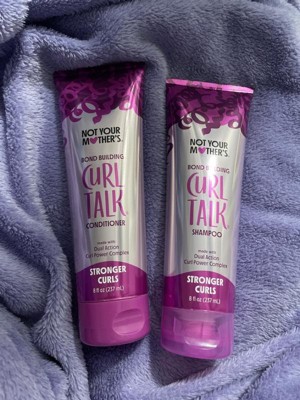 NOT YOUR
MOTHER'S®
BOND BUILDING
CURL
TALK
CONDITIONER
made with
Dual Action
Curl Power Complex
STRONGER
CURLS
8 fl oz (237 mL)
NOT YOUR
MOTHER'S®
BOND BUILDING
CURL
TALK
SHAMPOO
made with
Dual Action
Curl Power Complex
STRONGER
CURLS
8 fl oz (237 mL)